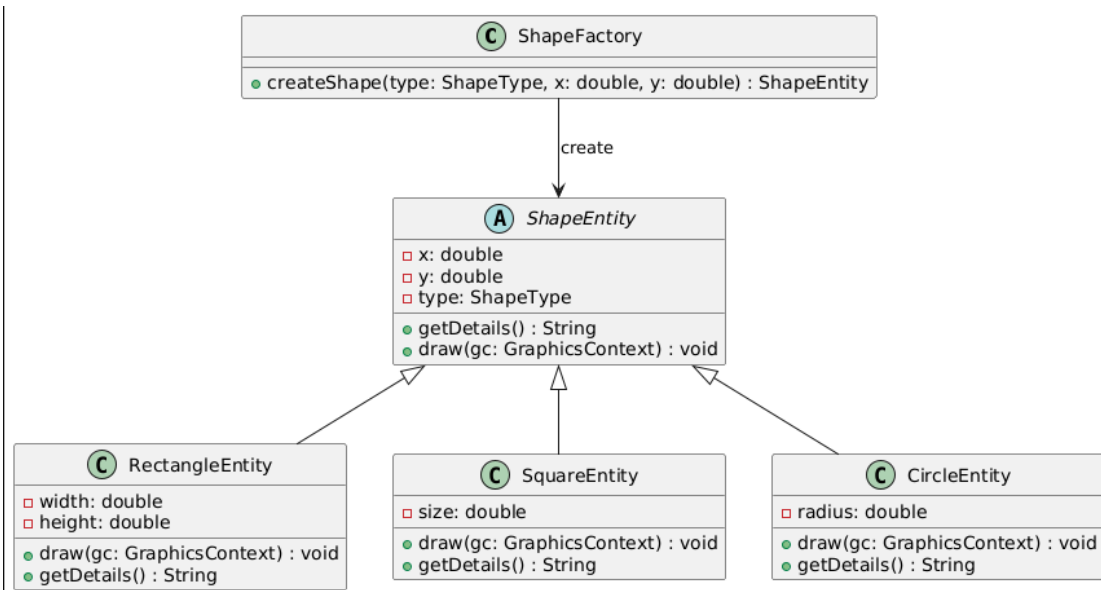 C ShapeFactory
createShape(type: ShapeType, x: double, y: double) : ShapeEntity
create
A ShapeEntity
x: double
y: double
type: ShapeType
getDetails() : String
draw(gc: GraphicsContext) : void
C RectangleEntity
width: double
height: double
draw(gc: GraphicsContext) : void
getDetails() : String
C SquareEntity
size: double
draw(gc: GraphicsContext) : void
getDetails() : String
C CircleEntity
radius: double
draw(gc: GraphicsContext) : void
getDetails() : String